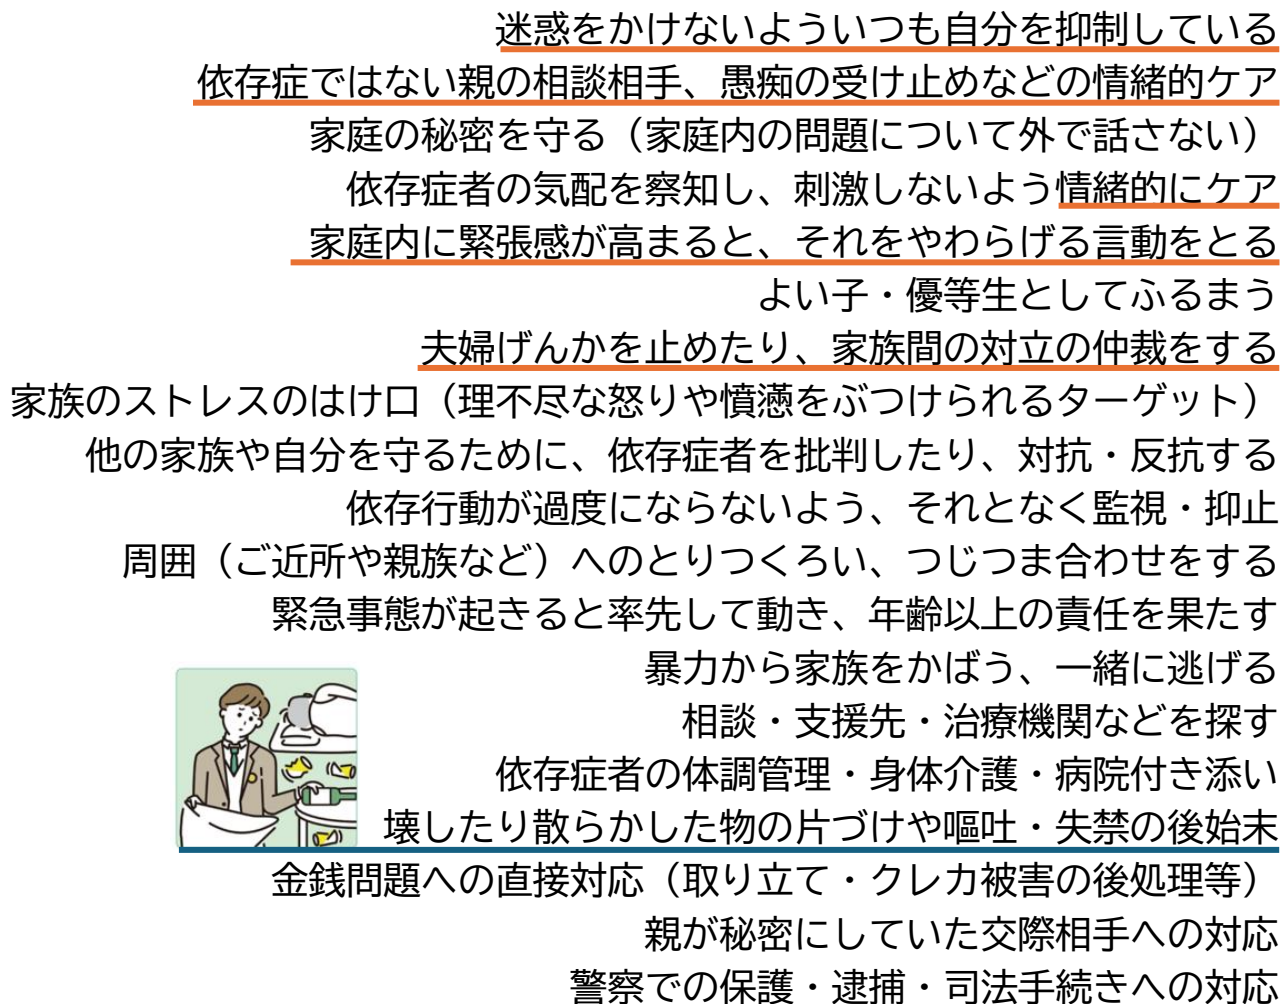 迷惑をかけないよういつも自分を抑制している
依存症ではない親の相談相手、愚痴の受け止めなどの情緒的ケア
家庭の秘密を守る（家庭内の問題について外で話さない）
依存症者の気配を察知し、刺激しないよう情緒的にケア
家庭内に緊張感が高まると、それをやわらげる言動をとる
よい子・優等生としてふるまう
夫婦げんかを止めたり、家族間の対立の仲裁をする
家族のストレスのはけ口（理不尽な怒りや憤懣をぶつけられるターゲット）
他の家族や自分を守るために、依存症者を批判したり、対抗・反抗する
依存行動が過度にならないよう、それとなく監視・抑止
周囲（ご近所や親族など）へのとりつくろい、つじつま合わせをする
緊急事態が起きると率先して動き、年齢以上の責任を果たす
暴力から家族をかばう、一緒に逃げる
相談・支援先・治療機関などを探す
依存症者の体調管理・身体介護・病院付き添い
壊したり散らかした物の片づけや嘔吐・失禁の後始末
金銭問題への直接対応（取り立て・クレカ被害の後処理等）
親が秘密にしていた交際相手への対応
警察での保護・逮捕・司法手続きへの対応